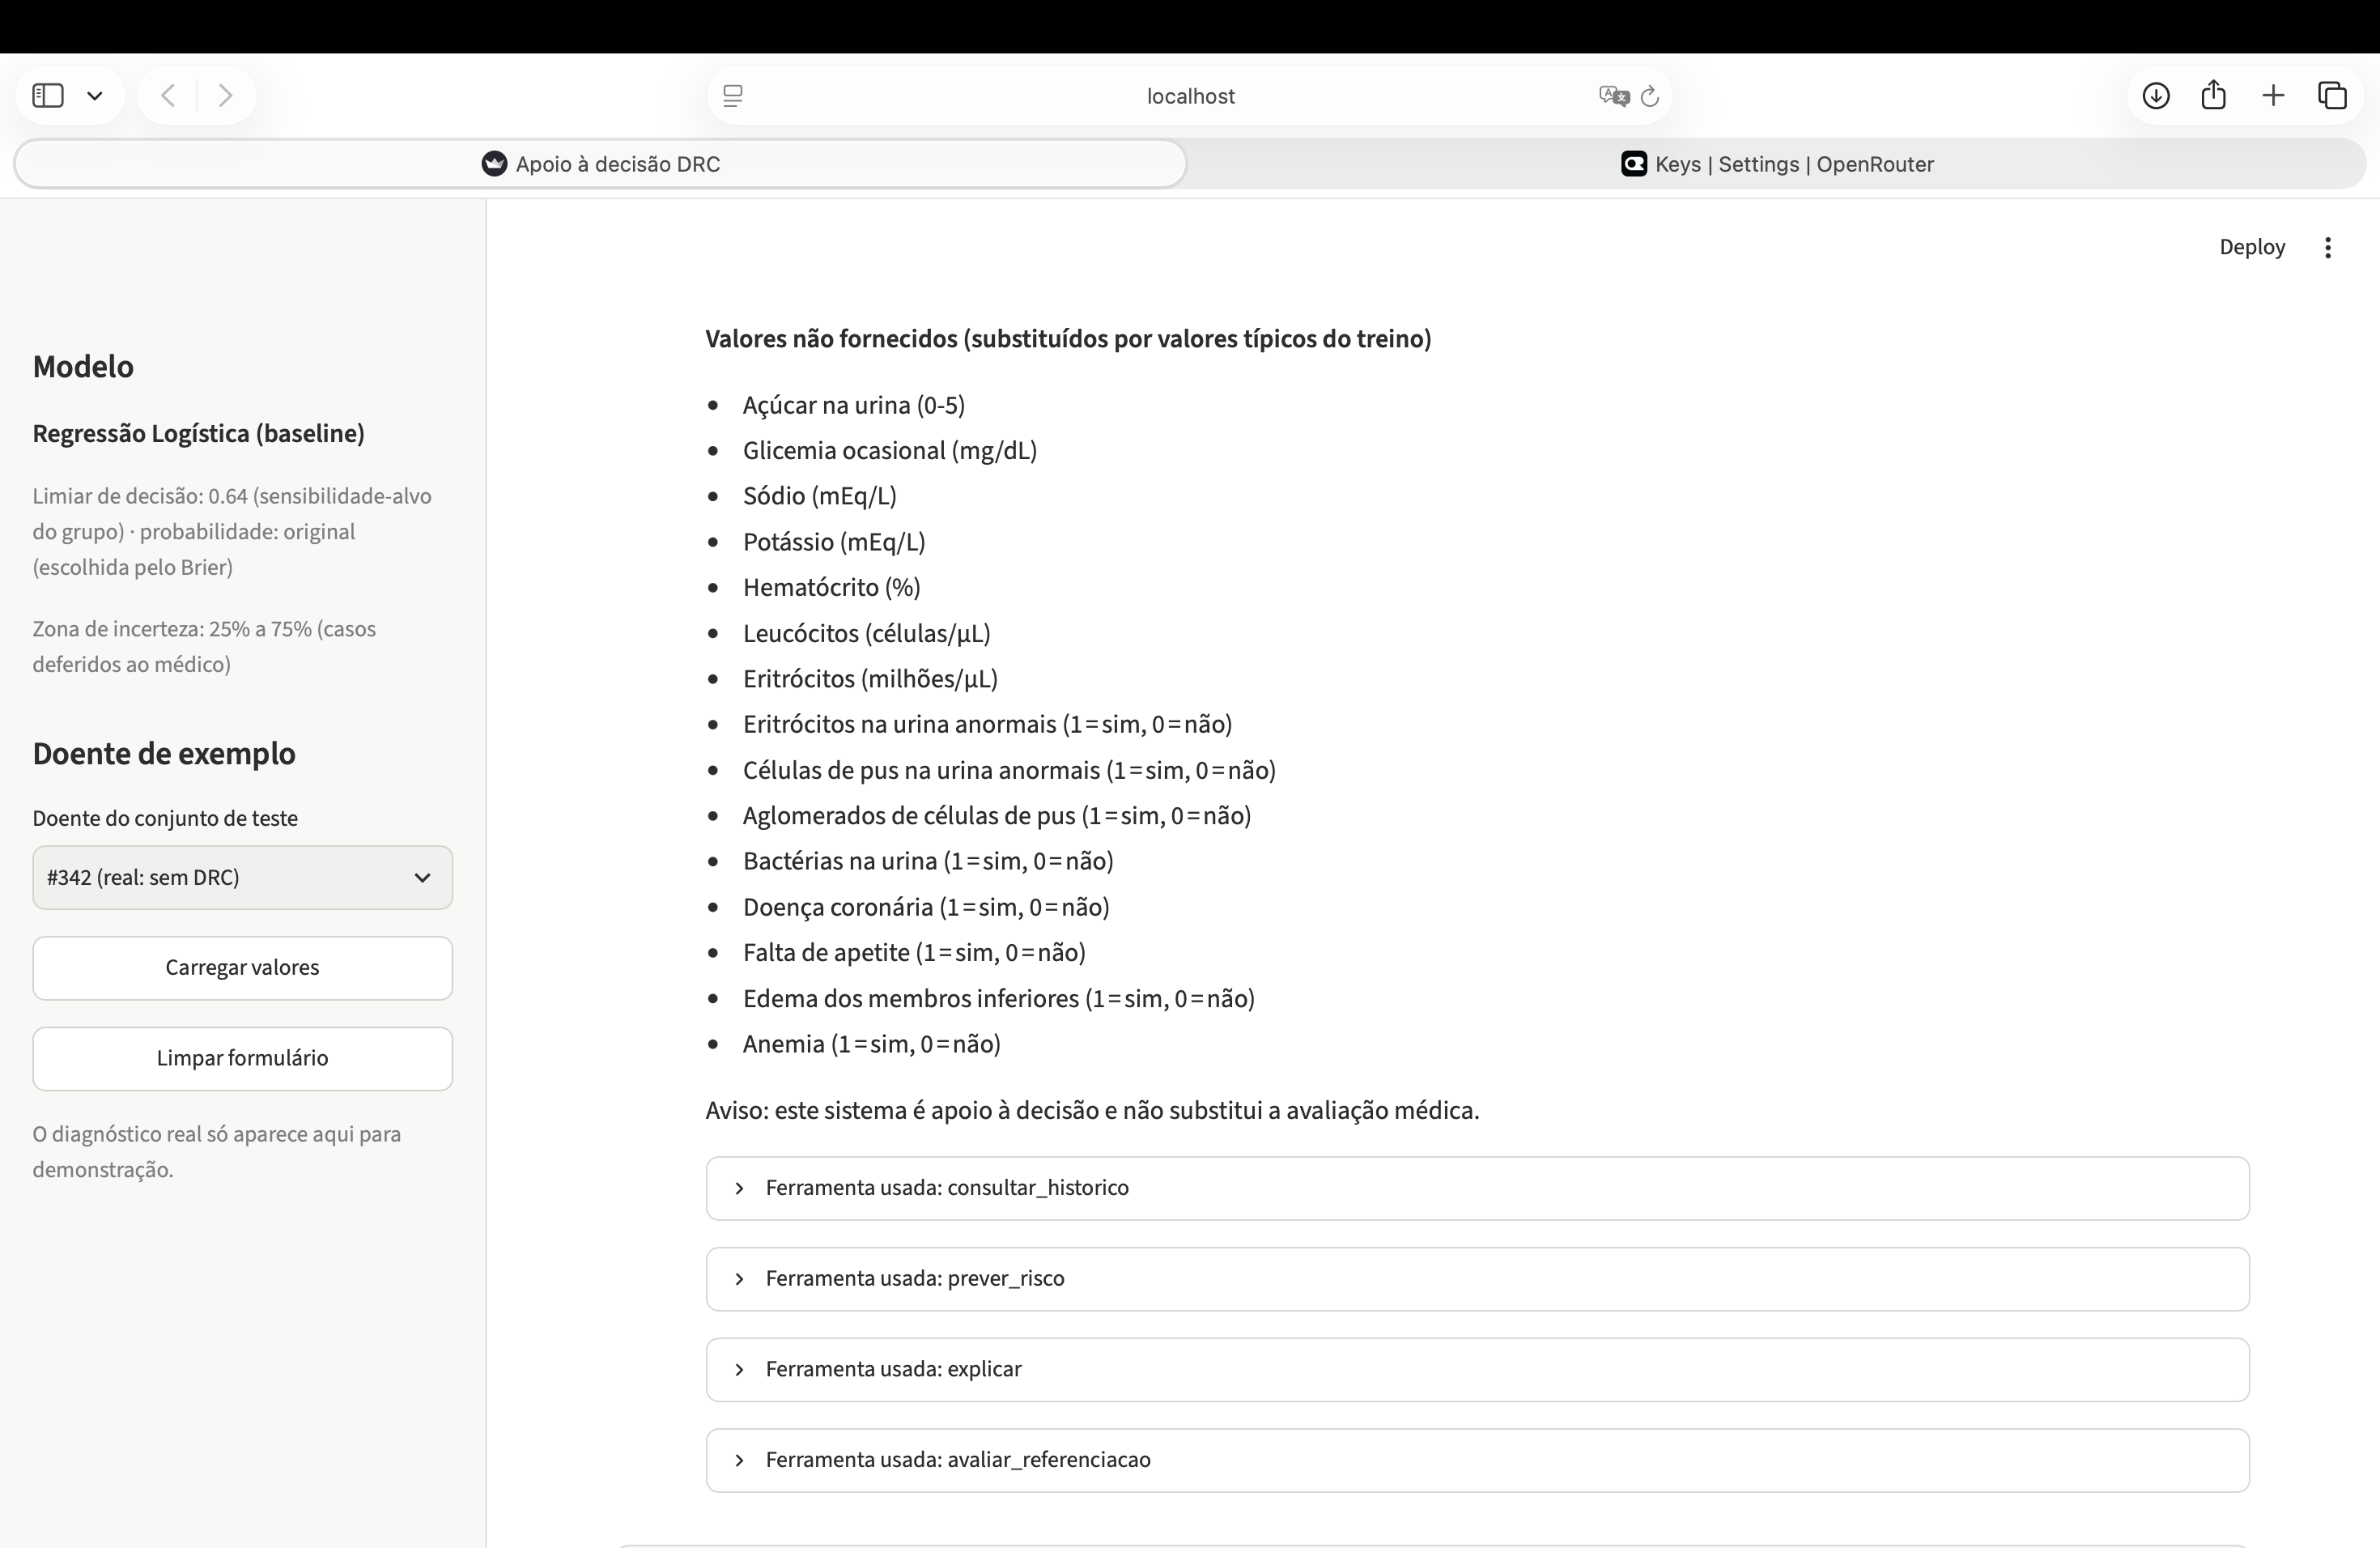 localhost
Apoio à decisão DRC
Keys | Settings | OpenRouter
Deploy
Modelo
Regressão Logística (baseline)
Limiar de decisão: 0.64 (sensibilidade-alvo
do grupo) · probabilidade: original
(escolhida pelo Brier)
Zona de incerteza: 25% a 75% (casos
deferidos ao médico)
Doente de exemplo
Doente do conjunto de teste
#342 (real: sem DRC)
Carregar valores
Limpar formulário
O diagnóstico real só aparece aqui para
demonstração.
Valores não fornecidos (substituídos por valores típicos do treino)
Açúcar na urina (0-5)
Glicemia ocasional (mg/dL)
Sódio (mEq/L)
Potássio (mEq/L)
Hematócrito (%)
Leucócitos (células/µL)
Eritrócitos (milhões/µL)
Eritrócitos na urina anormais (1=sim, 0=não)
Células de pus na urina anormais (1=sim, 0=não)
Aglomerados de células de pus (1=sim, 0=não)
Bactérias na urina (1=sim, 0=não)
Doença coronária (1=sim, 0=não)
Falta de apetite (1=sim, 0=não)
Edema dos membros inferiores (1=sim, 0=não)
Anemia (1=sim, 0=não)
Aviso: este sistema é apoio à decisão e não substitui a avaliação médica.
Ferramenta usada: consultar_historico
Ferramenta usada: prever_risco
Ferramenta usada: explicar
Ferramenta usada: avaliar_referenciacao